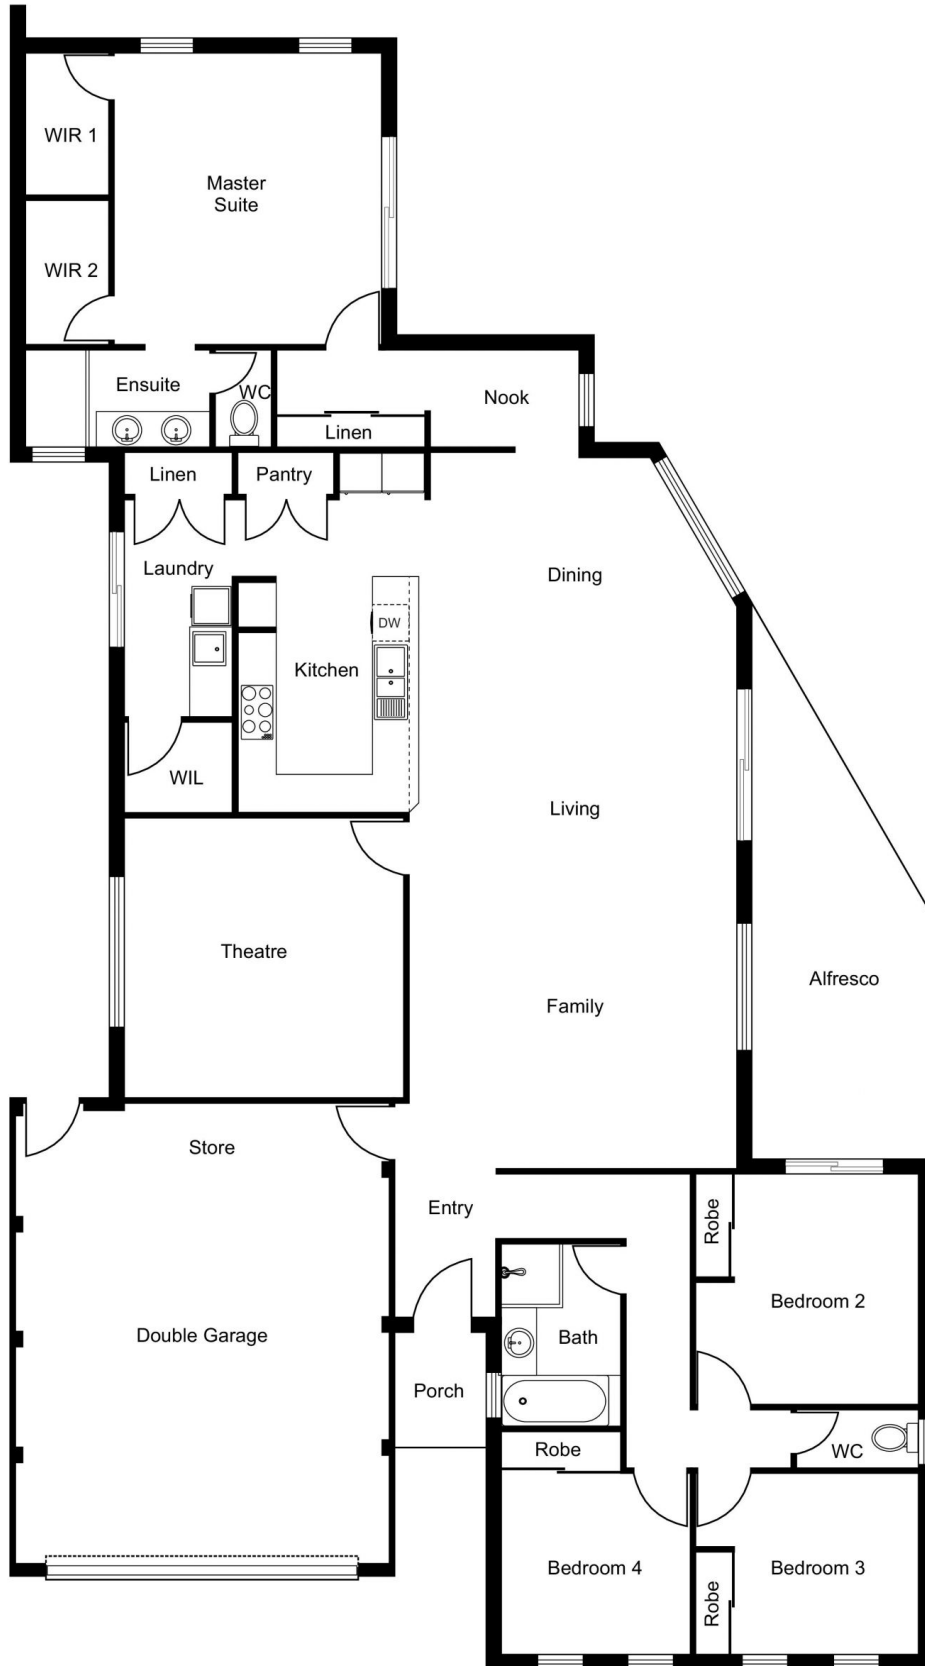 WIR 1
Master
Suite
WIR 2
Ensuite
WC
Nook
Linen
Linen
Pantry
Laundry
Dining
DW
Kitchen
WIL
Living
Theatre
Family
Alfresco
Store
Entry
Robe
Bedroom 2
Double Garage
Bath
Porch
Robe
WC
Bedroom 4
Bedroom 3
Robe